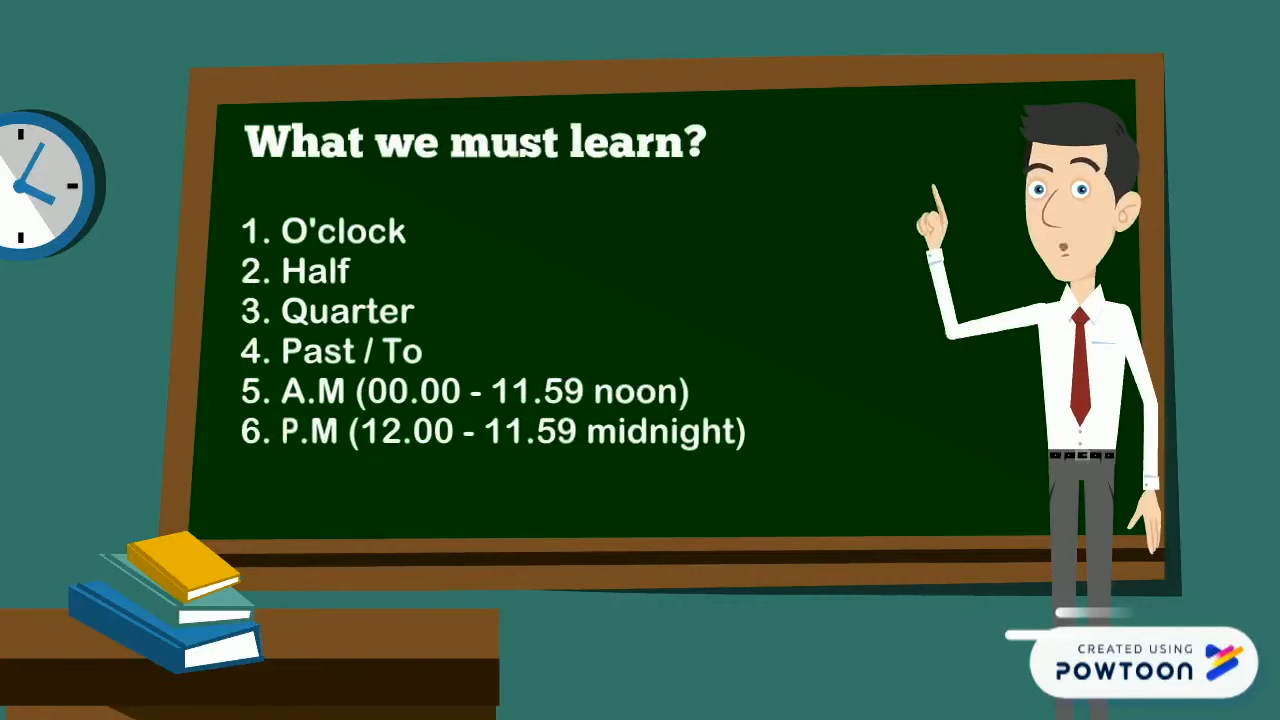 What we must learn?
1. O'clock
2. Half
3. Quarter
4. Past / To
5. A.M (00.00 - 11.59 noon)
6. P.M (12.00 - 11.59 midnight)
CREATED USING
POWTOON